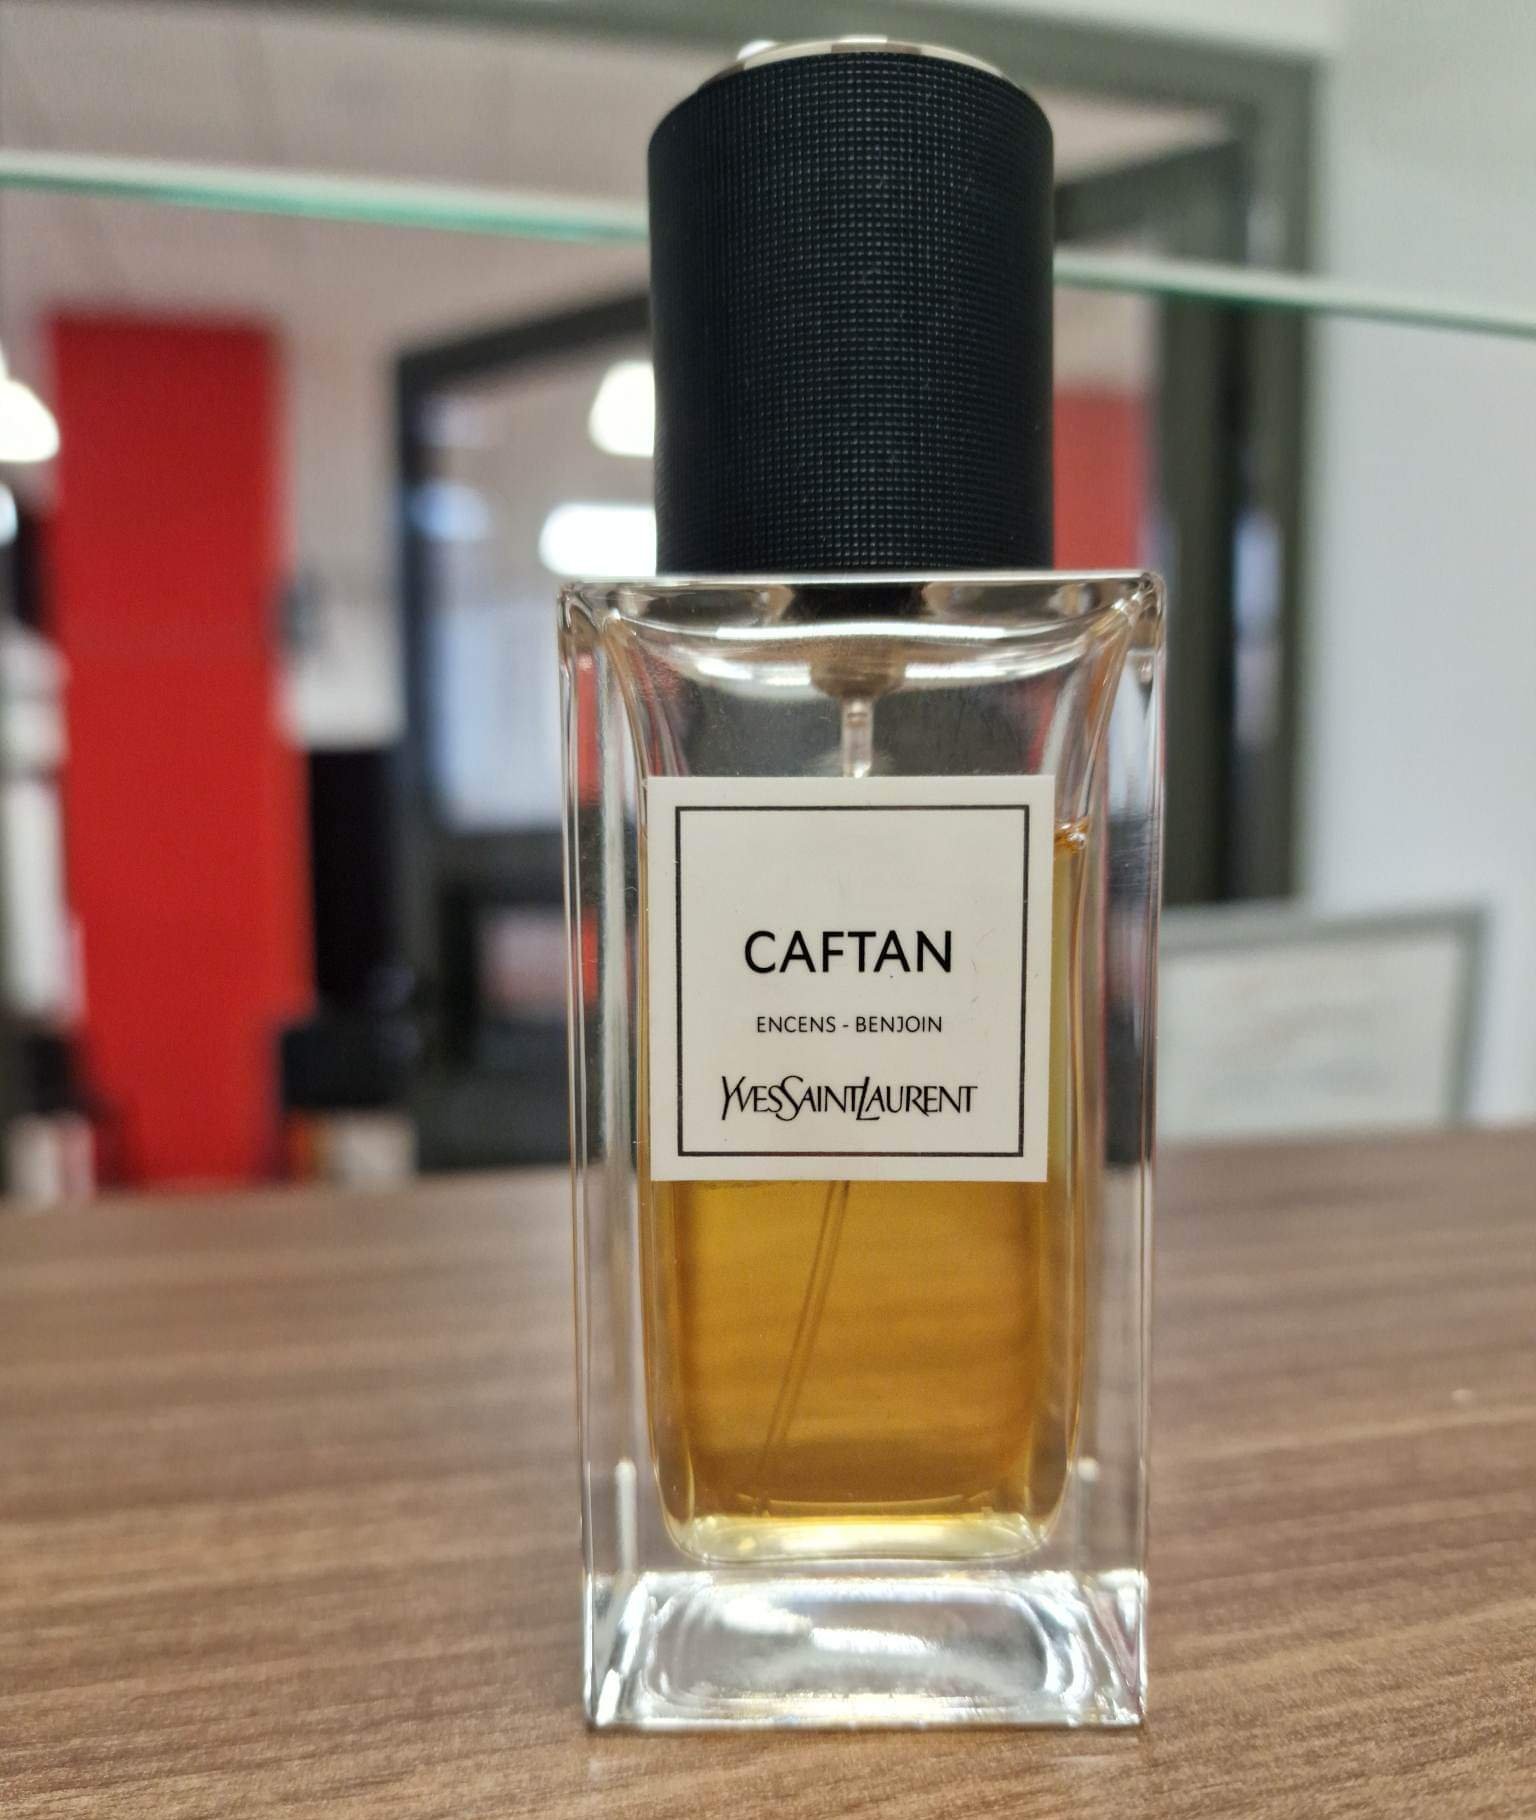 CAFTAN
ENCENS - BENJOIN
YVESSAINTLAURENT